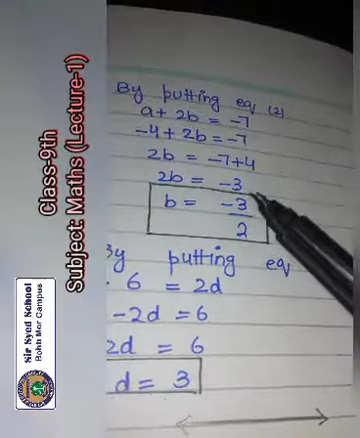 Class-9th
Subject: Maths (Lecture-1)
Sir Syed School
Rohri Mor Campus
By putting eq (2)
a + 2b = -7
-4 + 2b = -7
2b = -7+4
2b = -3
b = -3
2
By putting eq
6 = 2d
-2d = 6
2d = 6
d = 3